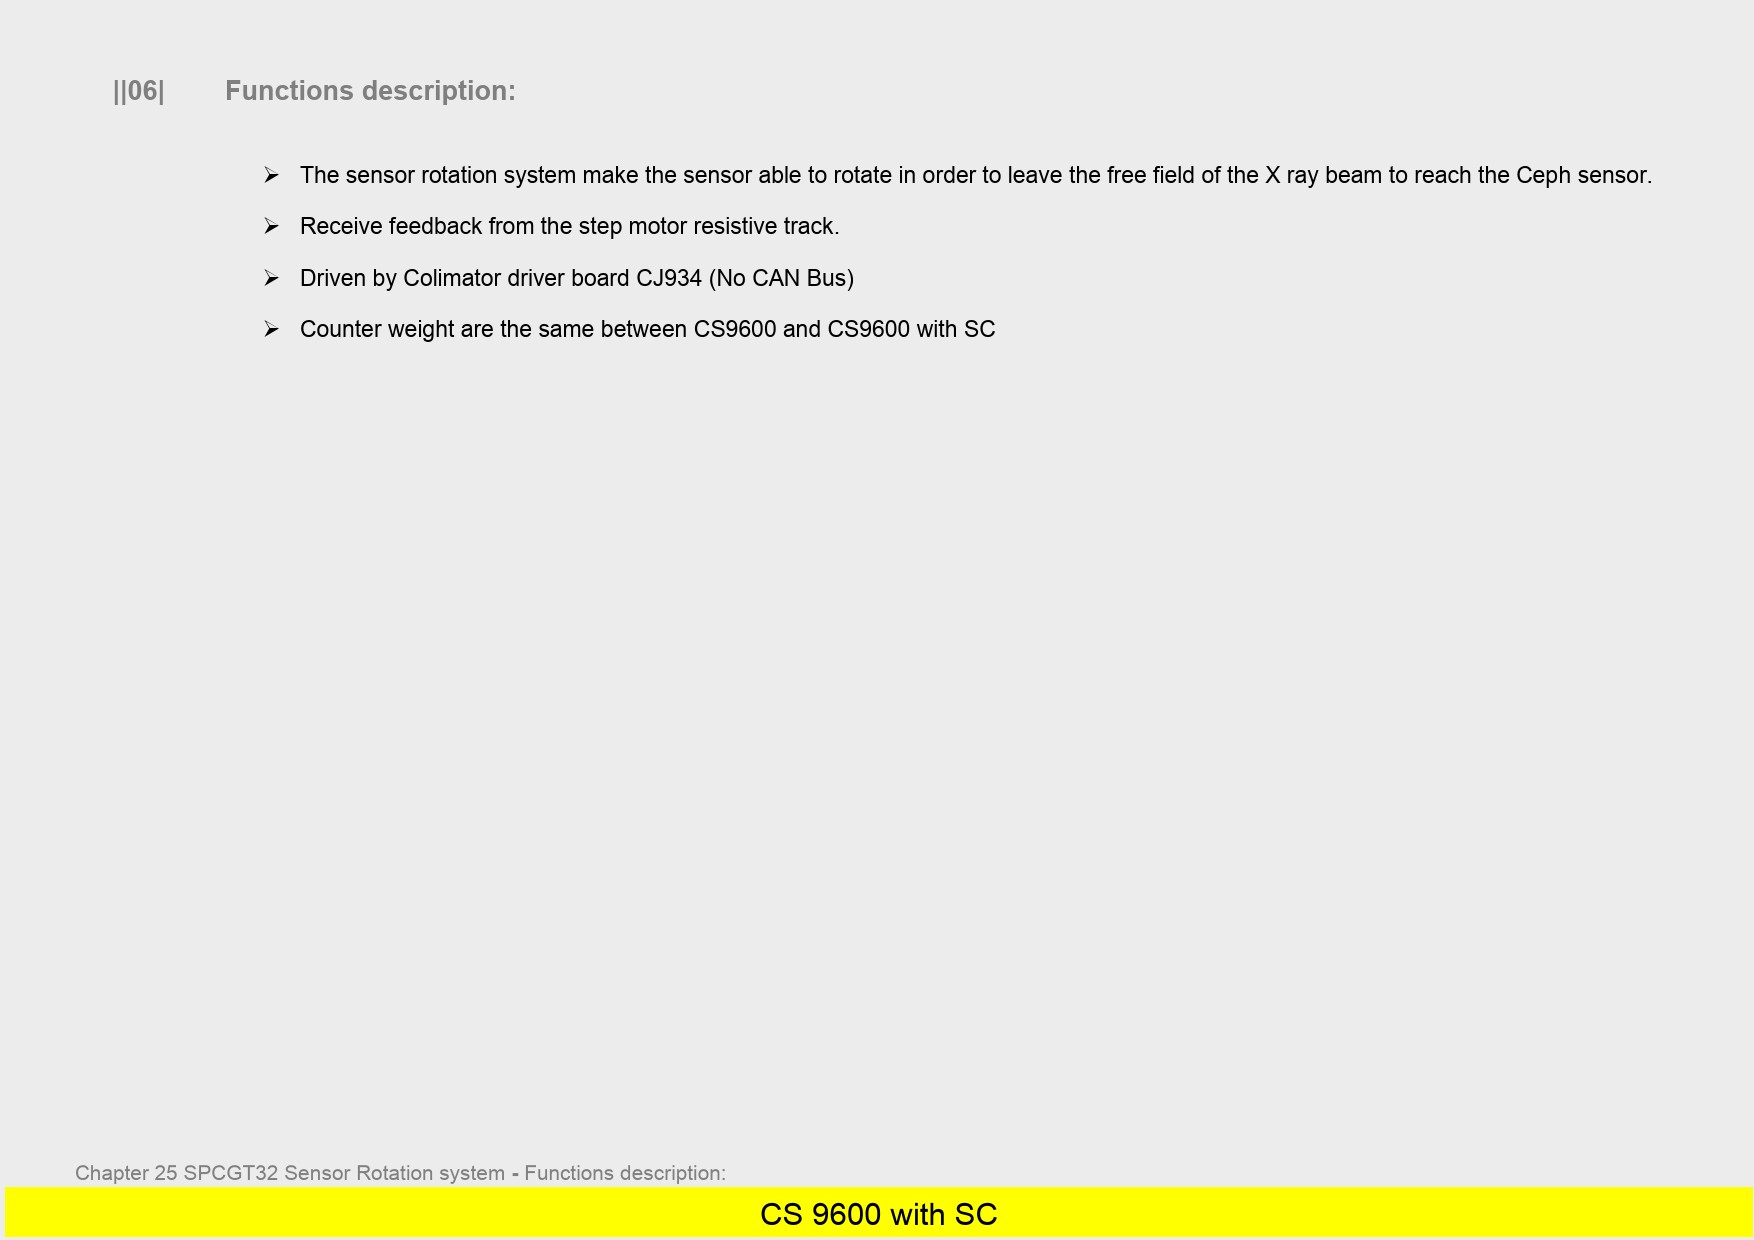 ||06| Functions description:
➢ The sensor rotation system make the sensor able to rotate in order to leave the free field of the X ray beam to reach the Ceph sensor.
➢ Receive feedback from the step motor resistive track.
➢ Driven by Colimator driver board CJ934 (No CAN Bus)
➢ Counter weight are the same between CS9600 and CS9600 with SC
Chapter 25 SPCGT32 Sensor Rotation system - Functions description:
CS 9600 with SC